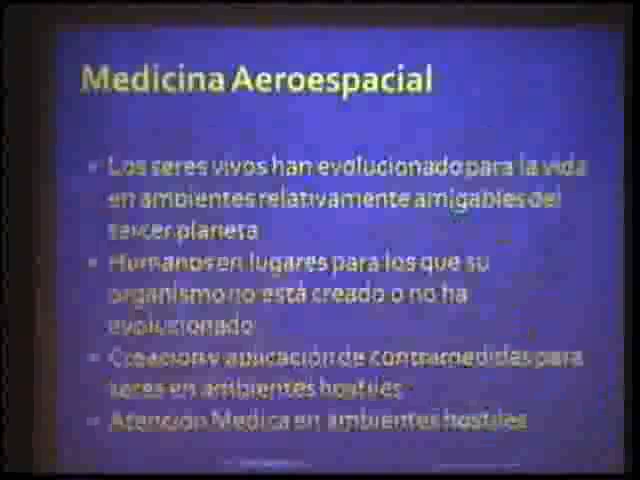 Medicina Aeroespacial
Los seres vivos han evolucionado para la vida
en ambientes relativamente amigables del
tercer planeta
Humanos en lugares para los que su
organismo no está creado o no ha
evolucionado
Creacion y aplicación de contramedidas para
seres en ambientes hostiles
Atención Medica en ambientes hostiles